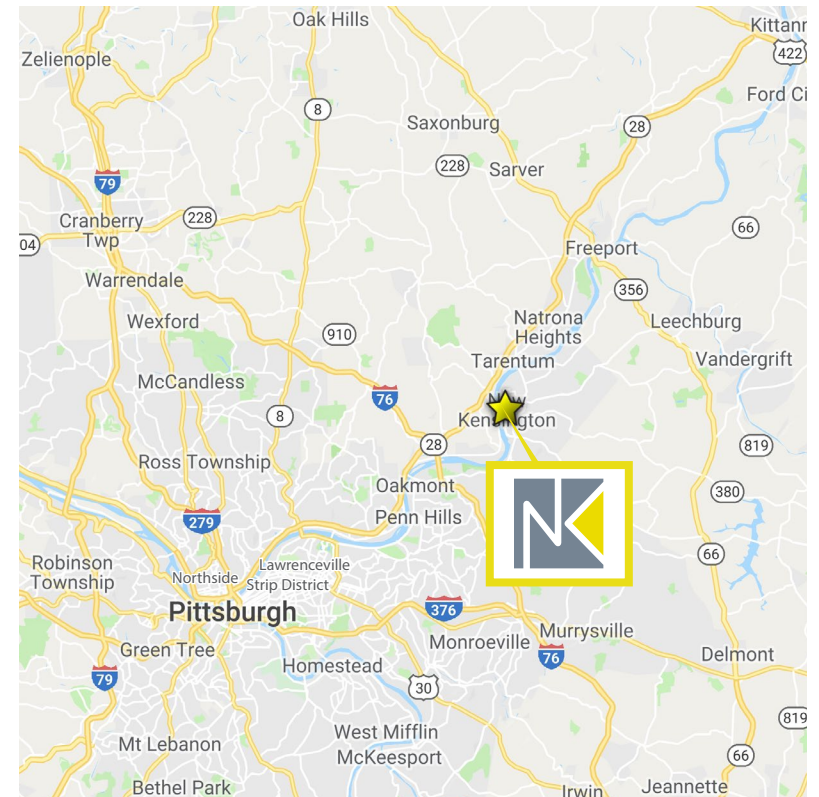 Oak Hills
Kittanr
422
Zelienople
Ford Ci
8
Saxonburg
28
228
Sarver
79
Cranberry
Twp
228
66
04
Freeport
Warrendale
356
Wexford
910
Natrona
Heights
Leechburg
Tarentum
Vandergrift
McCandless
76
New
Kensington
8
28
819
Ross Township
Oakmont
380
Penn Hills
279
NK
66
Robinson
Township
Lawrenceville
Northside
Strip District
Pittsburgh
376
Green Tree
Monroeville
Murrysville
76
Delmont
Homestead
79
30
819
West Mifflin
Mt Lebanon
McKeesport
66
Bethel Park
Irwin
Jeannette